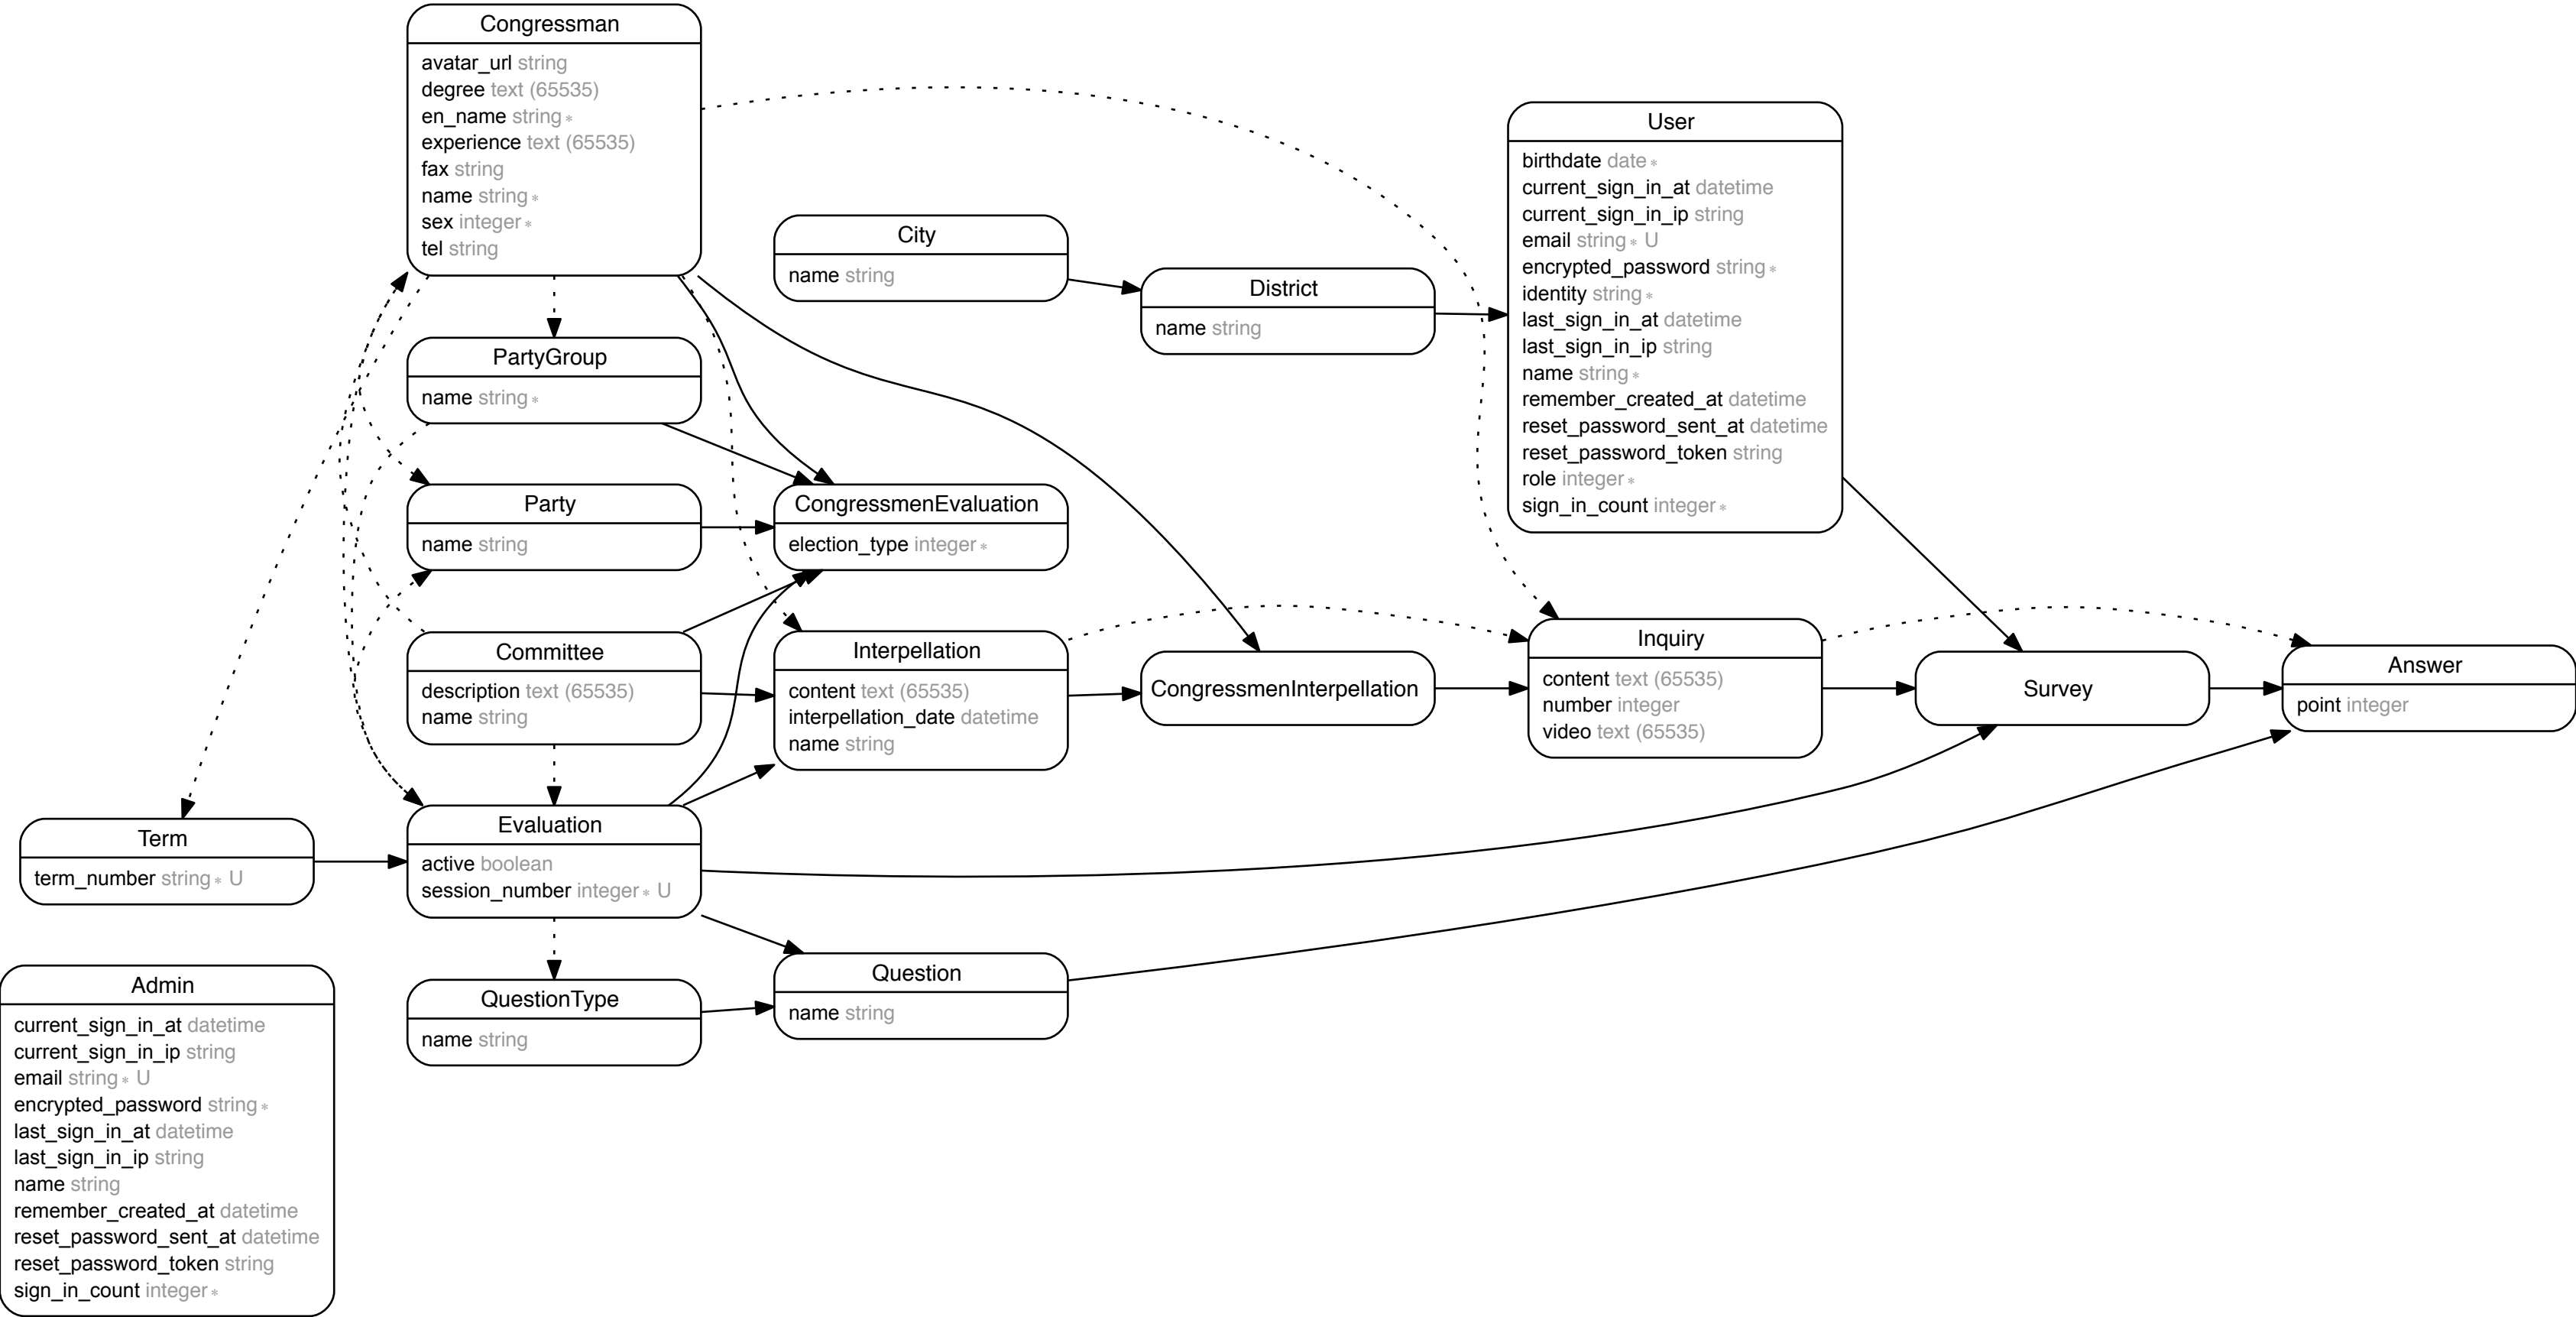 Congressman
avatar_url string
degree text (65535)
en_name string ∗
experience text (65535)
fax string
name string ∗
sex integer ∗
tel string
PartyGroup
name string ∗
Party
name string
Committee
description text (65535)
name string
Term
term_number string ∗ U
Evaluation
active boolean
session_number integer ∗ U
QuestionType
name string
Admin
current_sign_in_at datetime
current_sign_in_ip string
email string ∗ U
encrypted_password string ∗
last_sign_in_at datetime
last_sign_in_ip string
name string
remember_created_at datetime
reset_password_sent_at datetime
reset_password_token string
sign_in_count integer ∗
City
name string
CongressmenEvaluation
election_type integer ∗
Interpellation
content text (65535)
interpellation_date datetime
name string
Question
name string
District
name string
CongressmenInterpellation
User
birthdate date ∗
current_sign_in_at datetime
current_sign_in_ip string
email string ∗ U
encrypted_password string ∗
identity string ∗
last_sign_in_at datetime
last_sign_in_ip string
name string ∗
remember_created_at datetime
reset_password_sent_at datetime
reset_password_token string
role integer ∗
sign_in_count integer ∗
Inquiry
content text (65535)
number integer
video text (65535)
Survey
Answer
point integer